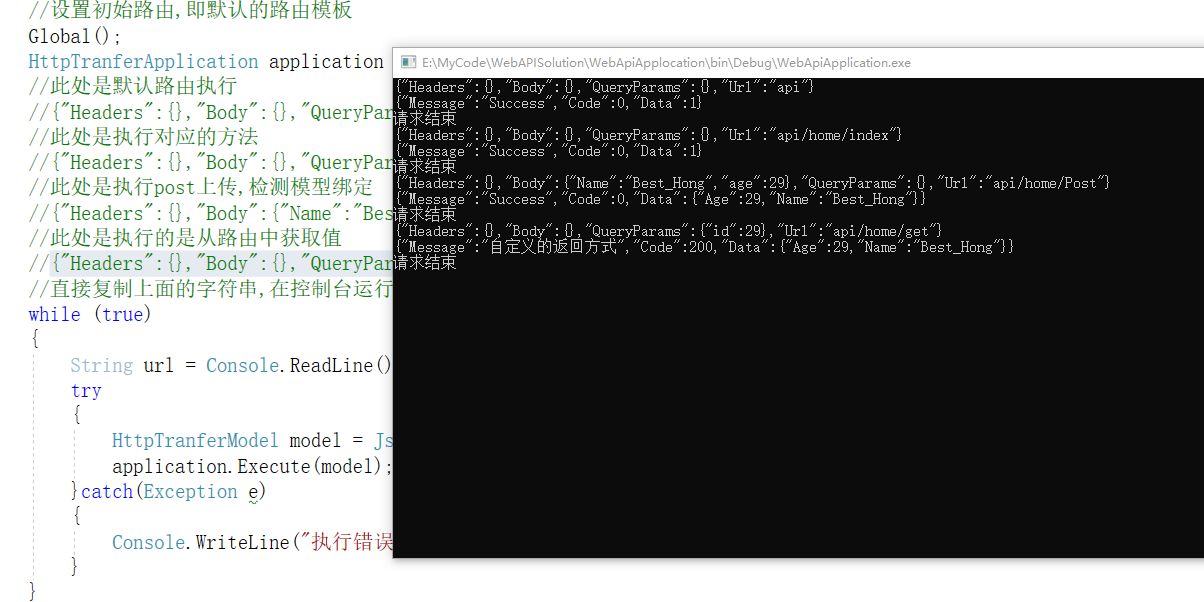 //设置初始路由,即默认的路由模板
Global();
HttpTranferApplication application
//此处是默认路由执行
//{"Headers":{},"Body":{},"QueryPar
//此处是执行对应的方法
//{"Headers":{},"Body":{},"QueryPar
//此处是执行post上传,检测模型绑定
//{"Headers":{},"Body":{"Name":"Bes
//此处是执行的是从路由中获取值
//{"Headers":{},"Body":{},"QueryPar
//直接复制上面的字符串,在控制台运行
while (true)
{
String url = Console.ReadLine()
try
{
HttpTranferModel model = Js
application.Execute(model);
}catch(Exception e)
{
Console.WriteLine("执行错误
}
}
E:\MyCode\WebAPISolution\WebApiApplocation\bin\Debug\WebApiApplication.exe
{"Headers":{},"Body":{},"QueryParams":{},"Url":"api"}
{"Message":"Success","Code":0,"Data":1}
请求结束
{"Headers":{},"Body":{},"QueryParams":{},"Url":"api/home/index"}
{"Message":"Success","Code":0,"Data":1}
请求结束
{"Headers":{},"Body":{"Name":"Best_Hong","age":29},"QueryParams":{},"Url":"api/home/Post"}
{"Message":"Success","Code":0,"Data":{"Age":29,"Name":"Best_Hong"}}
请求结束
{"Headers":{},"Body":{},"QueryParams":{"id":29},"Url":"api/home/get"}
{"Message":"自定义的返回方式","Code":200,"Data":{"Age":29,"Name":"Best_Hong"}}
请求结束